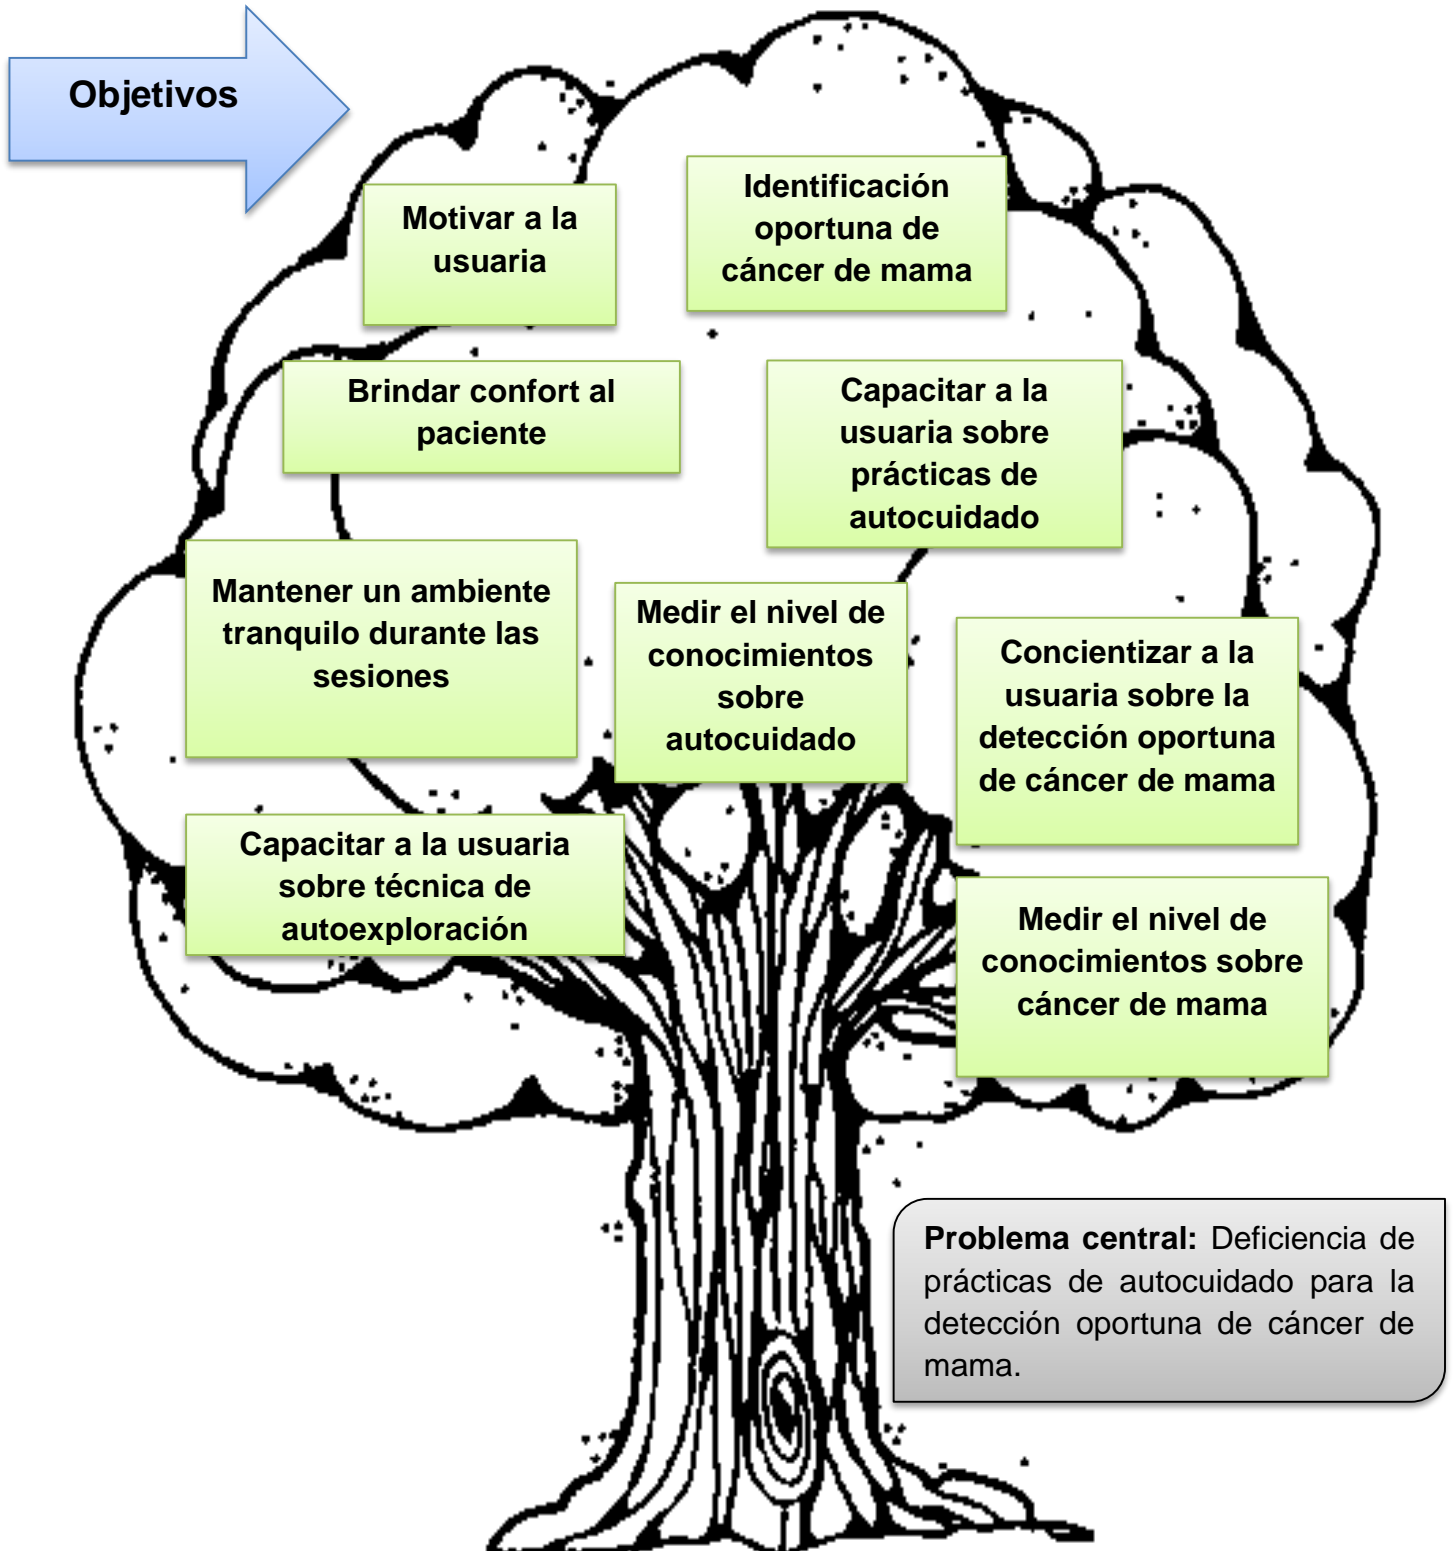 Objetivos
Motivar a la
usuaria
Identificación
oportuna de
cáncer de mama
Brindar confort al
paciente
Capacitar a la
usuaria sobre
prácticas de
autocuidado
Mantener un ambiente
tranquilo durante las
sesiones
Medir el nivel de
conocimientos
sobre
autocuidado
Concientizar a la
usuaria sobre la
detección oportuna
de cáncer de mama
Capacitar a la usuaria
sobre técnica de
autoexploración
Medir el nivel de
conocimientos sobre
cáncer de mama
Problema central: Deficiencia de
prácticas de autocuidado para la
detección oportuna de cáncer de
mama.